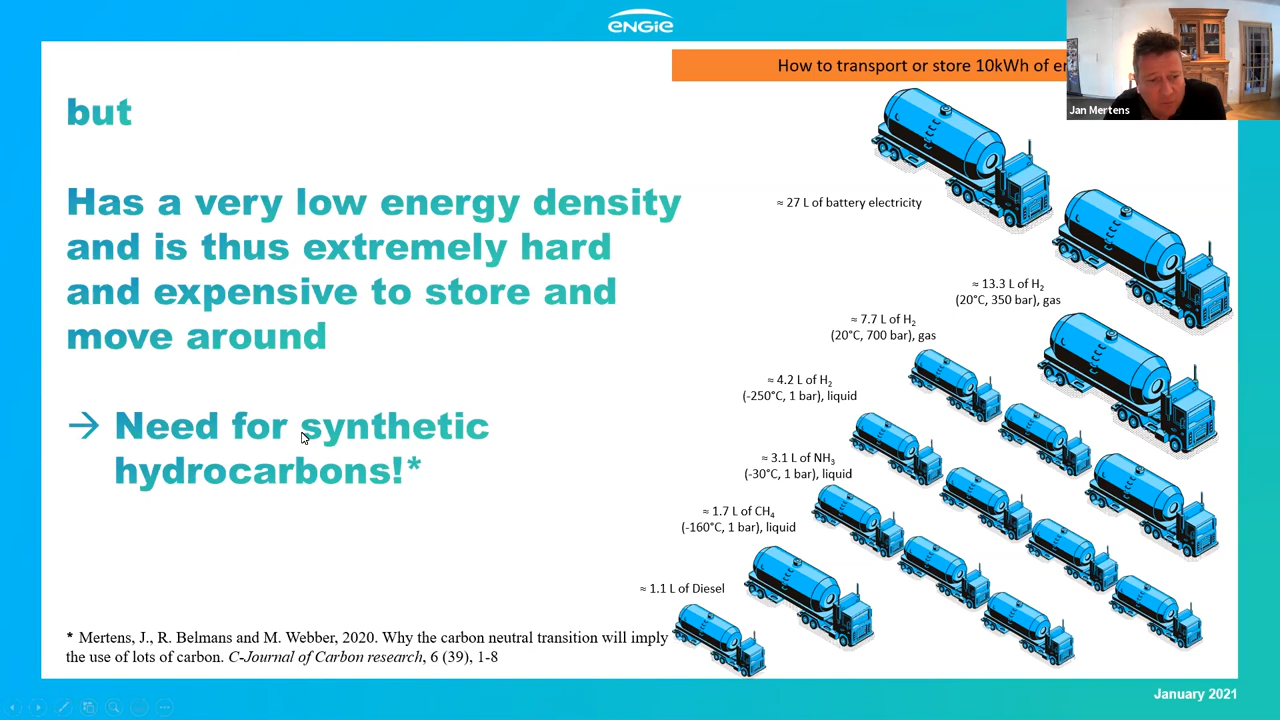 ENGIE
How to transport or store 10kWh of
Jan Mertens
but
Has a very low energy density
and is thus extremely hard
and expensive to store and
move around
→ Need for synthetic
hydrocarbons!*
≈ 27 L of battery electricity
≈ 13.3 L of H₂
(20°C, 350 bar), gas
≈ 7.7 L of H₂
(20°C, 700 bar), gas
≈ 4.2 L of H₂
(-250°C, 1 bar), liquid
≈ 3.1 L of NH₃
(-30°C, 1 bar), liquid
≈ 1.7 L of CH₄
(-160°C, 1 bar), liquid
≈ 1.1 L of Diesel
* Mertens, J., R. Belmans and M. Webber, 2020. Why the carbon neutral transition will imply
the use of lots of carbon. C-Journal of Carbon research, 6 (39), 1-8
January 2021